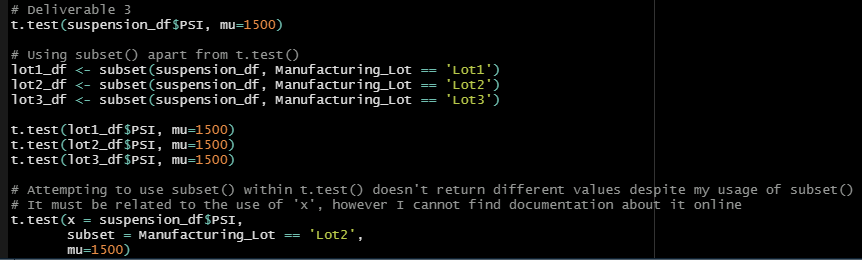 # Deliverable 3
t.test(suspension_df$PSI, mu=1500)
# Using subset() apart from t.test()
lot1_df <- subset(suspension_df, Manufacturing_Lot == 'Lot1')
lot2_df <- subset(suspension_df, Manufacturing_Lot == 'Lot2')
lot3_df <- subset(suspension_df, Manufacturing_Lot == 'Lot3')
t.test(lot1_df$PSI, mu=1500)
t.test(lot2_df$PSI, mu=1500)
t.test(lot3_df$PSI, mu=1500)
# Attempting to use subset() within t.test() doesn't return different values despite my usage of subset()
# It must be related to the use of 'x', however I cannot find documentation about it online
t.test(x = suspension_df$PSI,
subset = Manufacturing_Lot == 'Lot2',
mu=1500)